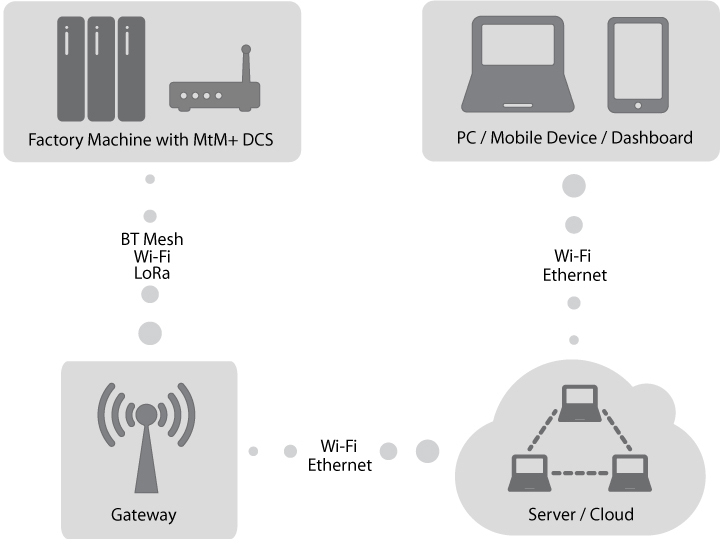 Factory Machine with MtM+ DCS
PC / Mobile Device / Dashboard
BT Mesh
Wi-Fi
LoRa
Wi-Fi
Ethernet
Wi-Fi
Ethernet
Gateway
Server / Cloud